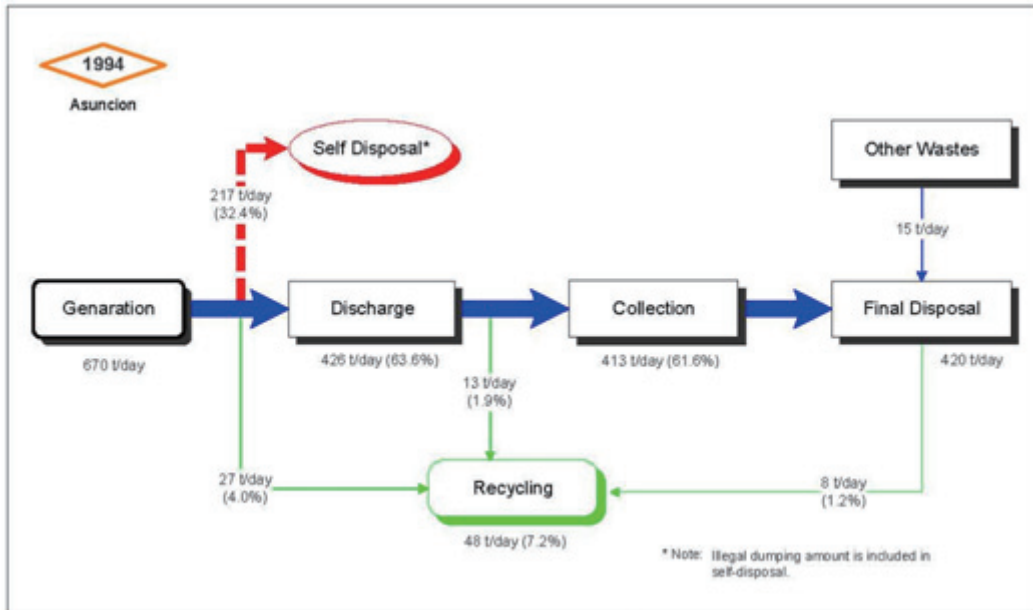 1994
Asuncion
Self Disposal*
Other Wastes
217 t/day
(32.4%)
15 t/day
Genaration
Discharge
Collection
Final Disposal
670 t/day
426 t/day (63.6%)
413 t/day (61.6%)
420 t/day
13 t/day
(1.9%)
27 t/day
(4.0%)
Recycling
8 t/day
(1.2%)
48 t/day (7.2%)
* Note: Illegal dumping amount is included in
self-disposal.